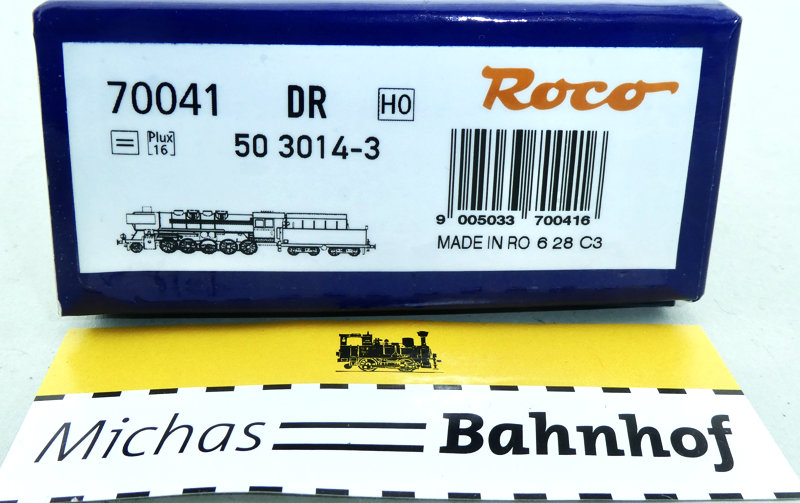 70041 DR H0 Roco
= Plux 16 50 3014-3
9 005033 700416
MADE IN RO 6 28 C3
Michas Bahnhof